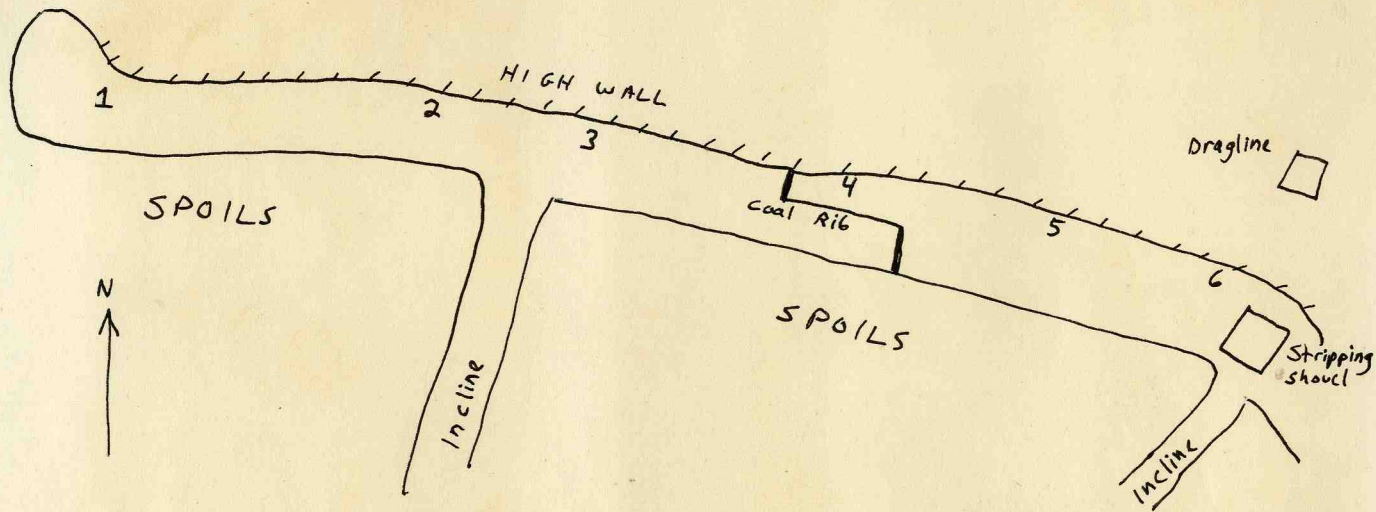 HIGH WALL
1
2
3
Dragline
4
Coal Rib
5
6
SPOILS
N
SPOILS
Stripping
shovel
Incline
Incline